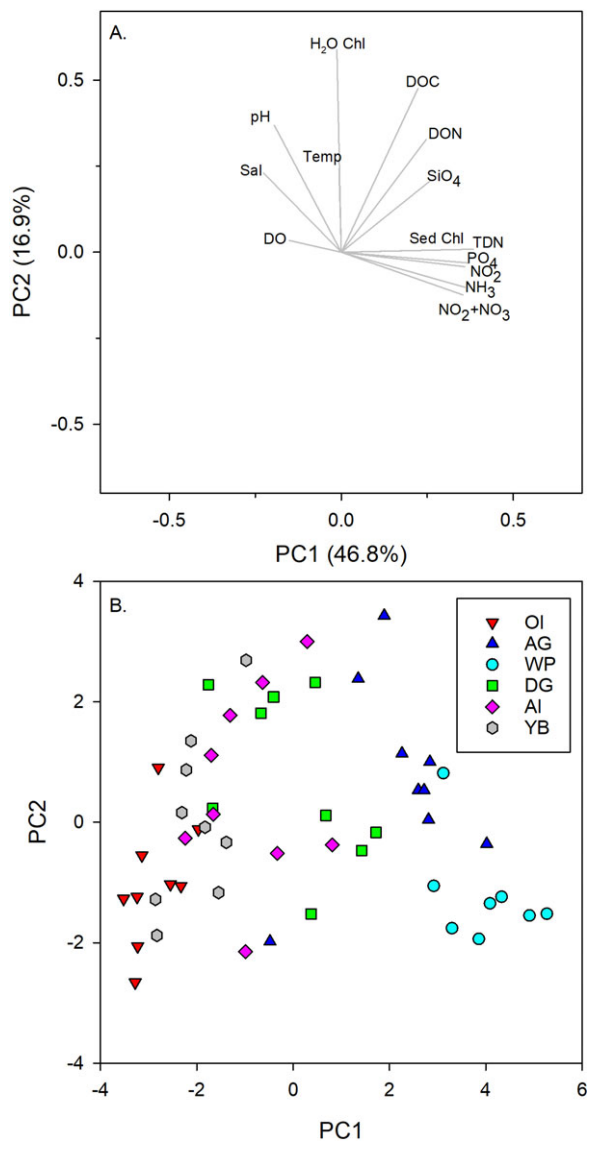 A.
H₂O Chl
DOC
pH
DON
Temp
Sal
SiO₄
DO
Sed Chl
TDN
PO₄
NO₂
NH₃
NO₂+NO₃
0.5
0.0
-0.5
PC2 (16.9%)
-0.5
0.0
0.5
PC1 (46.8%)
B.
OI
AG
WP
DG
AI
YB
4
2
0
-2
-4
PC2
-4
-2
0
2
4
6
PC1